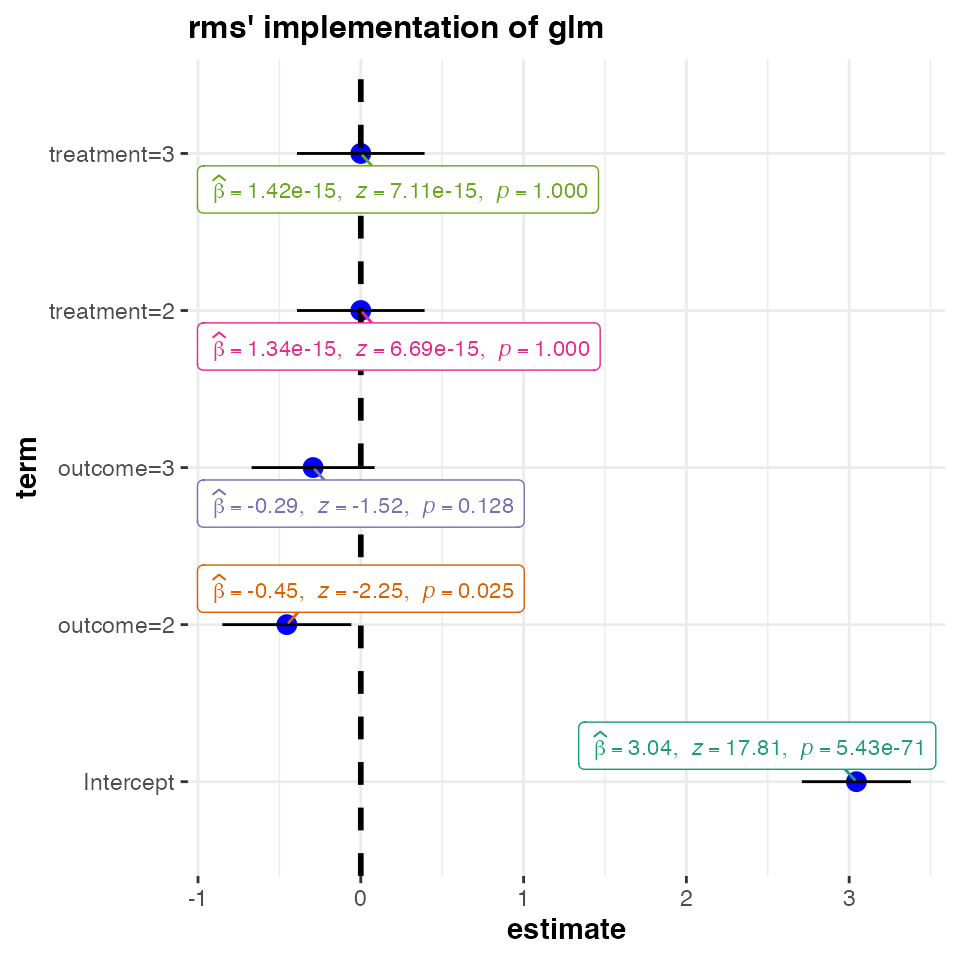 rms' implementation of glm
treatment=3
β̂ = 1.42e-15, z = 7.11e-15, p = 1.000
treatment=2
β̂ = 1.34e-15, z = 6.69e-15, p = 1.000
term
outcome=3
β̂ = -0.29, z = -1.52, p = 0.128
β̂ = -0.45, z = -2.25, p = 0.025
outcome=2
β̂ = 3.04, z = 17.81, p = 5.43e-71
Intercept
-1 0 1 2 3
estimate